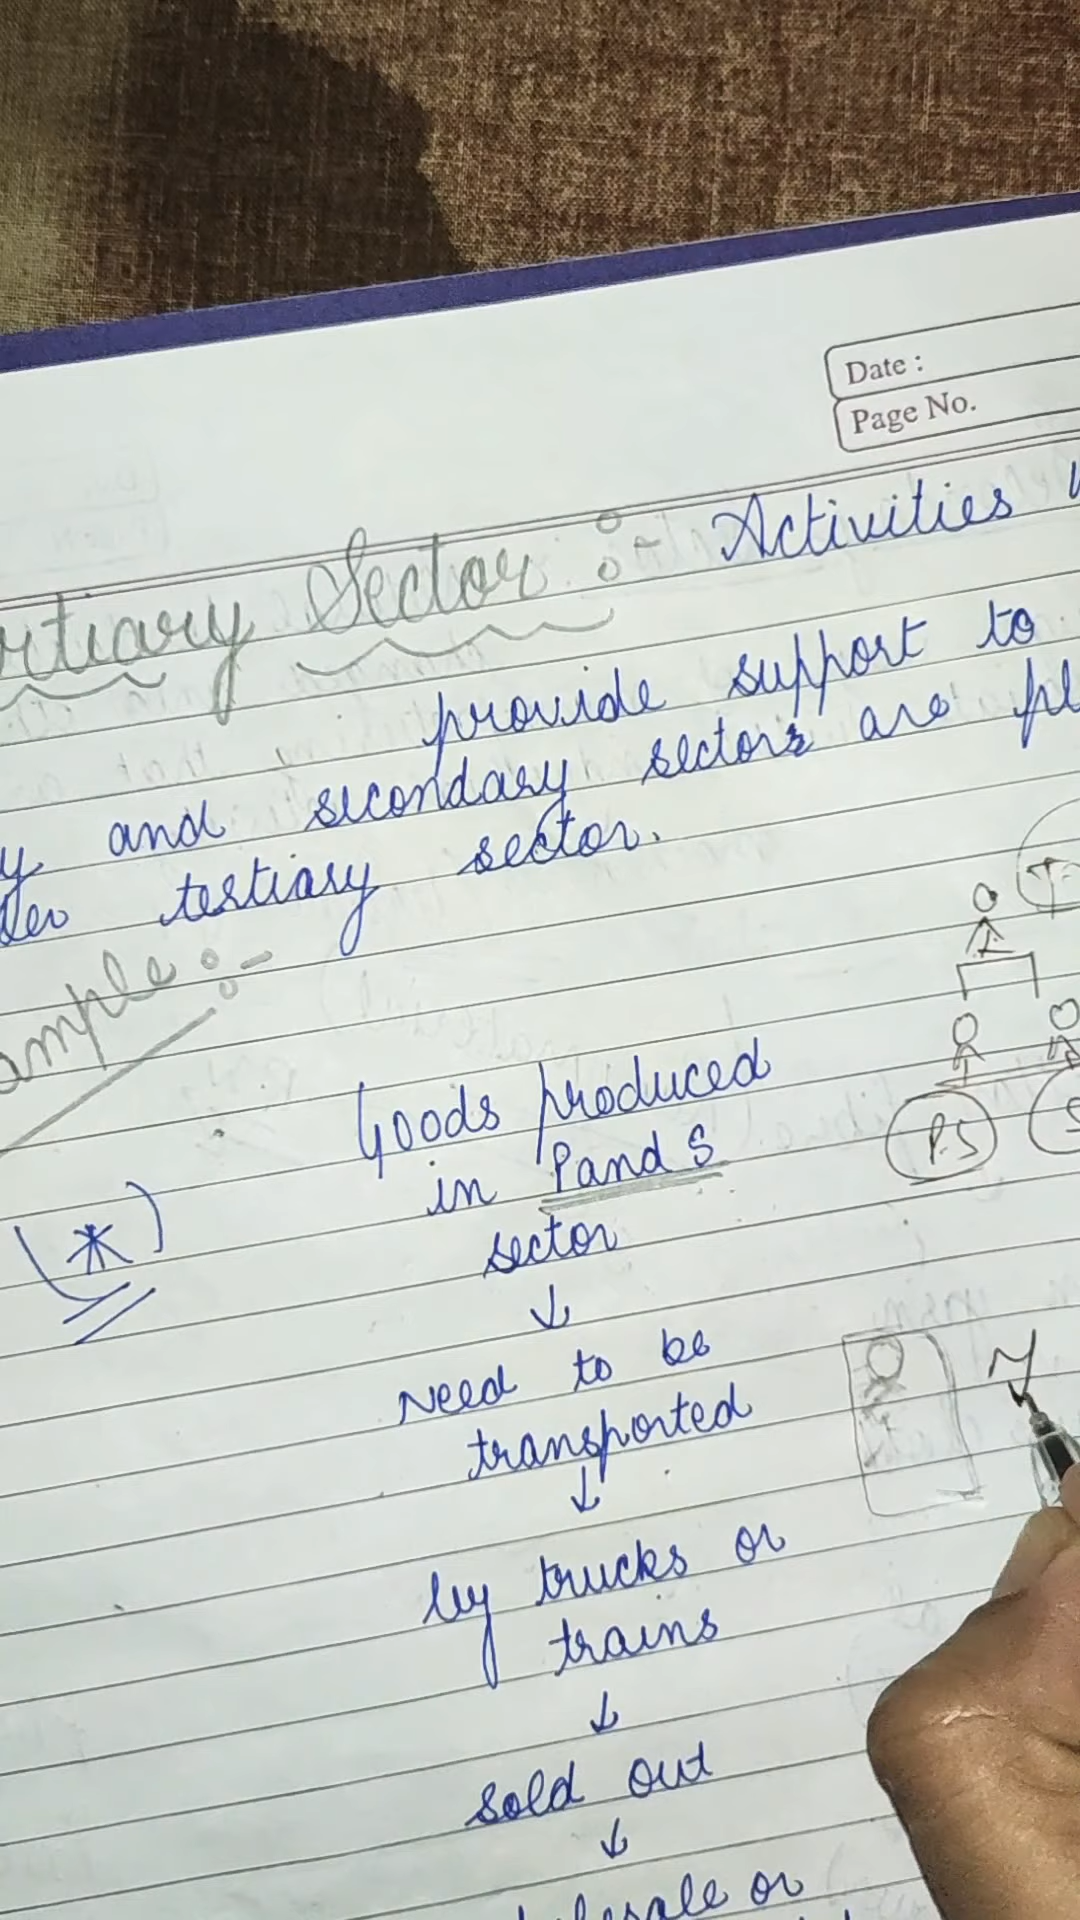 Date :
Page No.
Sector :- Activities
provide support to
and secondary sectors are
tertiary sector.
Goods produced
in P and S
sector
↓
Need to be
transported
↓
by trucks or
trains
↓
sold out
↓
or
P.S